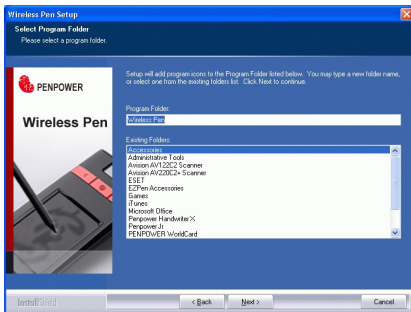 Wireless Pen Setup
Select Program Folder
Please select a program folder.
Setup will add program icons to the Program Folder listed below. You may type a new folder name,
or select one from the existing folders list. Click Next to continue.
PENPOWER
Wireless Pen
Program Folder:
Wireless Pen
Existing Folders:
Accessories
Administrative Tools
Avision AV122C2 Scanner
Avision AV220C2+ Scanner
ESET
EZPen Accessories
Games
iTunes
Microsoft Office
Penpower Handwriter X
Penpower Jr
PENPOWER WorldCard
InstallShield
< Back
Next >
Cancel